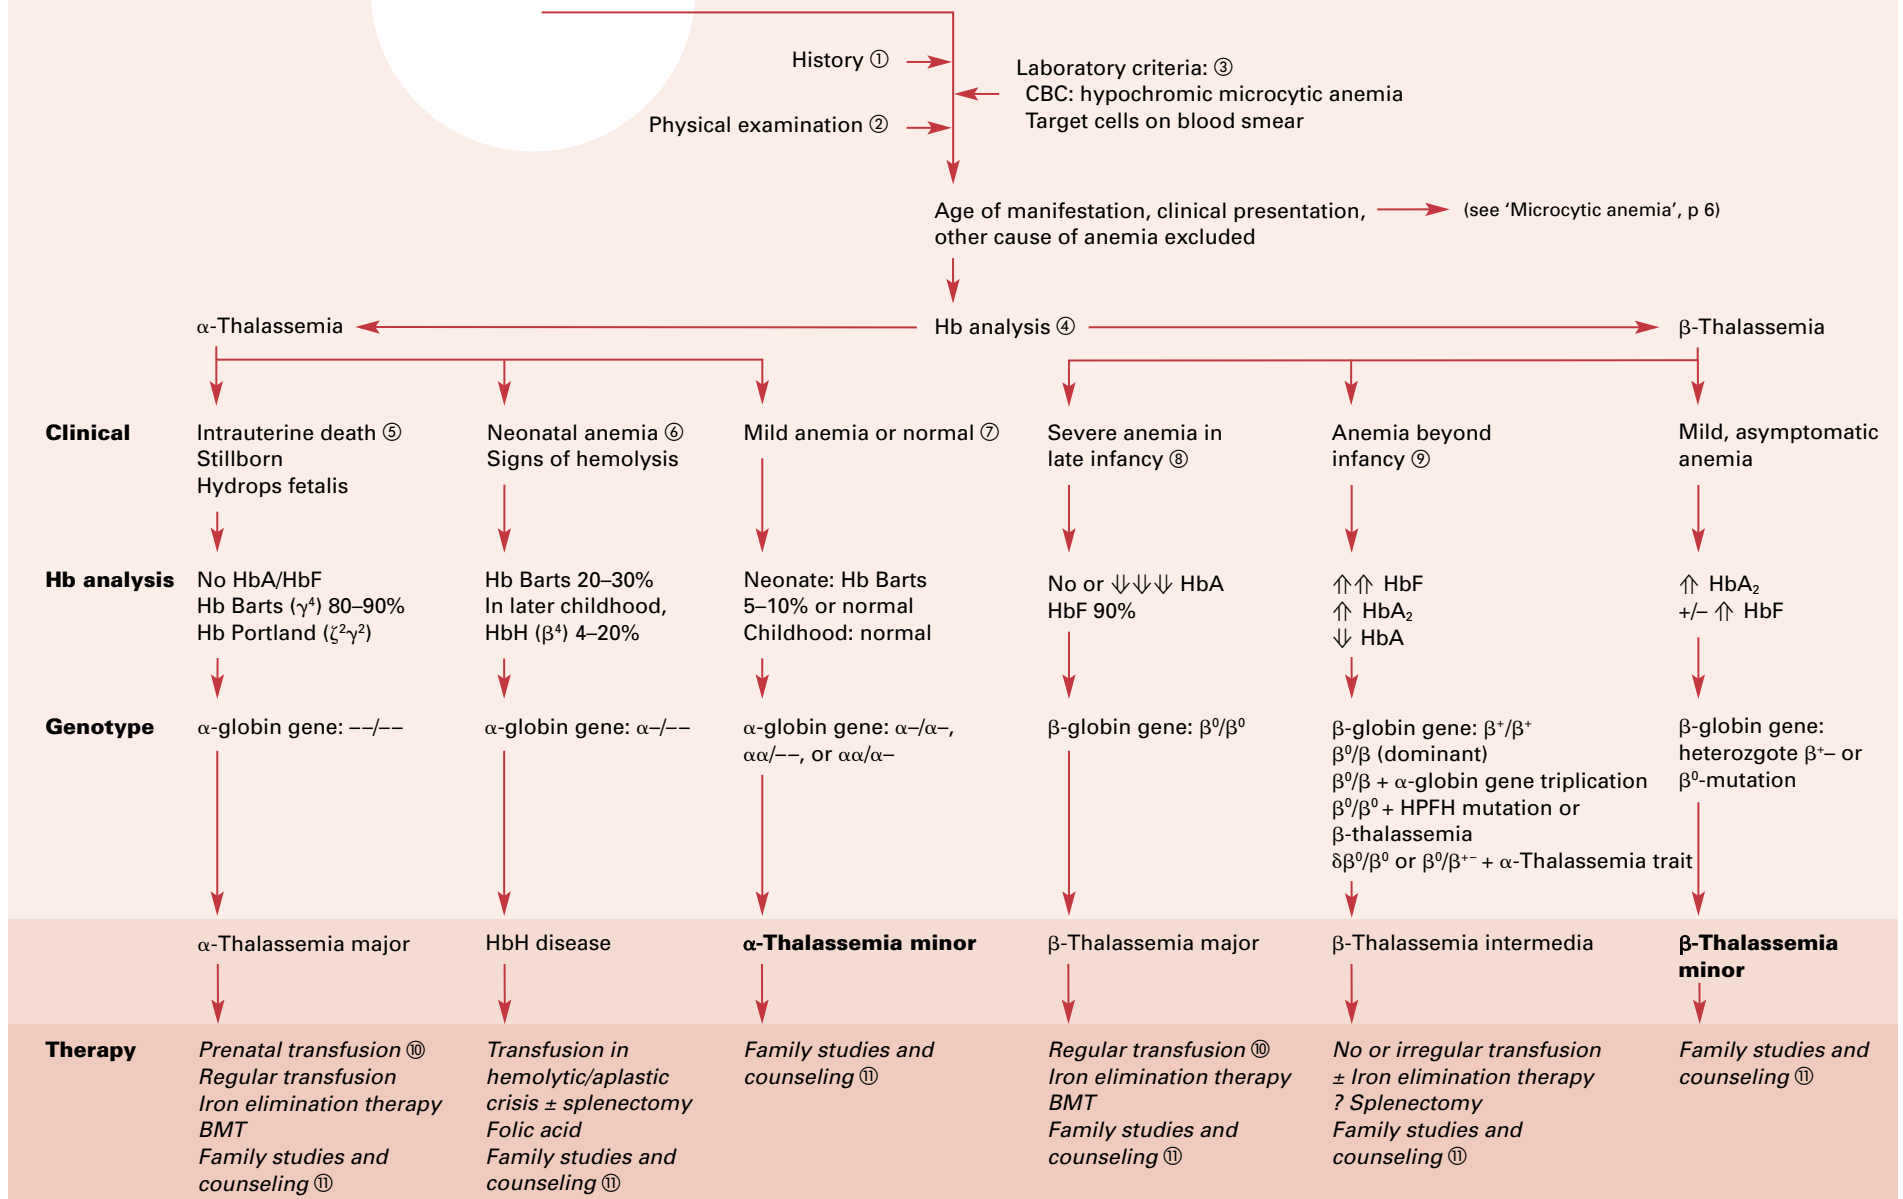 History ①
Laboratory criteria: ③
CBC: hypochromic microcytic anemia
Target cells on blood smear
Physical examination ②
Age of manifestation, clinical presentation,
other cause of anemia excluded
(see ‘Microcytic anemia’, p 6)
α-Thalassemia
Hb analysis ④
β-Thalassemia
Clinical
Intrauterine death ⑤
Stillborn
Hydrops fetalis
Neonatal anemia ⑥
Signs of hemolysis
Mild anemia or normal ⑦
Severe anemia in
late infancy ⑧
Anemia beyond
infancy ⑨
Mild, asymptomatic
anemia
Hb analysis
No HbA/HbF
Hb Barts (γ⁴) 80–90%
Hb Portland (ζ²γ²)
Hb Barts 20–30%
In later childhood,
HbH (β⁴) 4–20%
Neonate: Hb Barts
5–10% or normal
Childhood: normal
No or ⇓⇓⇓ HbA
HbF 90%
⇑⇑ HbF
⇑ HbA₂
⇓ HbA
⇑ HbA₂
+/– ⇑ HbF
Genotype
α-globin gene: ––/––
α-globin gene: α–/––
α-globin gene: α–/α–,
αα/––, or αα/α–
β-globin gene: β⁰/β⁰
β-globin gene: β⁺/β⁺
β⁰/β (dominant)
β⁰/β + α-globin gene triplication
β⁰/β⁰ + HPFH mutation or
β-thalassemia
δβ⁰/β⁰ or β⁰/β⁺⁻ + α-Thalassemia trait
β-globin gene:
heterozgote β⁺– or
β⁰-mutation
α-Thalassemia major
HbH disease
α-Thalassemia minor
β-Thalassemia major
β-Thalassemia intermedia
β-Thalassemia
minor
Therapy
Prenatal transfusion ⑩
Regular transfusion
Iron elimination therapy
BMT
Family studies and
counseling ⑪
Transfusion in
hemolytic/aplastic
crisis ± splenectomy
Folic acid
Family studies and
counseling ⑪
Family studies and
counseling ⑪
Regular transfusion ⑩
Iron elimination therapy
BMT
Family studies and
counseling ⑪
No or irregular transfusion
± Iron elimination therapy
? Splenectomy
Family studies and
counseling ⑪
Family studies and
counseling ⑪